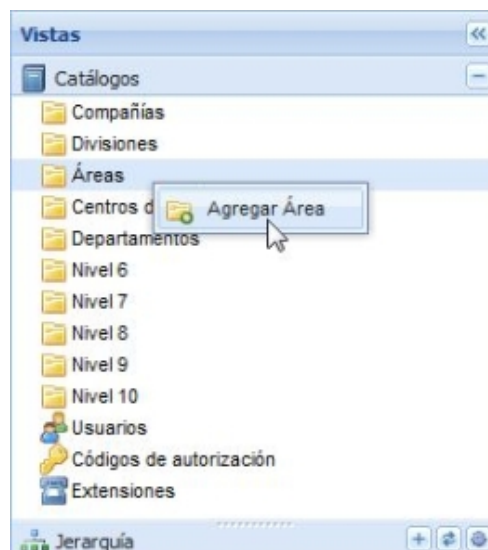 Vistas
Catálogos
Compañías
Divisiones
Áreas
Centros d
Agregar Área
Departamentos
Nivel 6
Nivel 7
Nivel 8
Nivel 9
Nivel 10
Usuarios
Códigos de autorización
Extensiones
Jerarquía